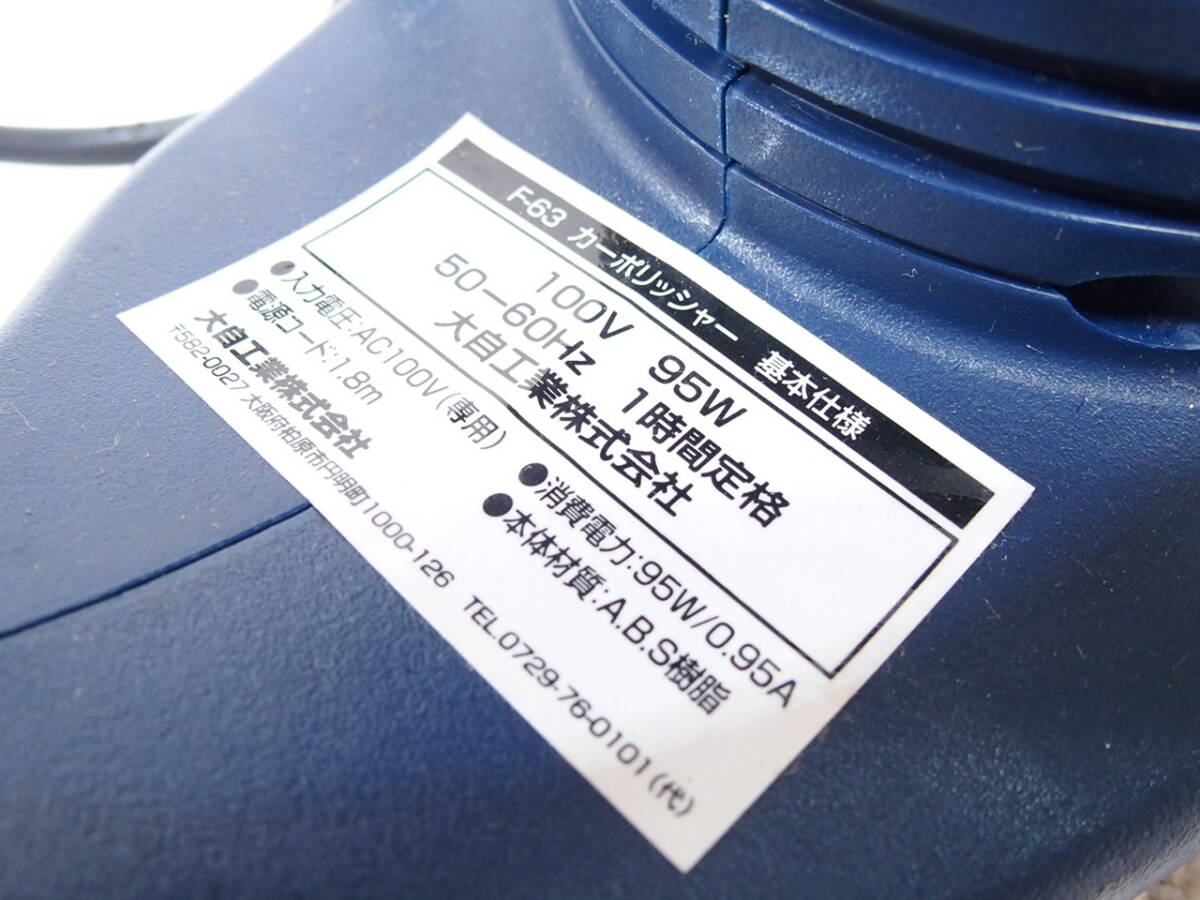 F-63 カーポリッシャー 基本仕様
100V 95W
50-60Hz 1時間定格
大自工業株式会社
●入力電圧:AC100V(専用) ●消費電力:95W/0.95A
●電源コード:1.8m ●本体材質:A.B.S樹脂
大自工業株式会社
〒582-0027 大阪府柏原市円明町1000-126 TEL.0729-76-0101(代)